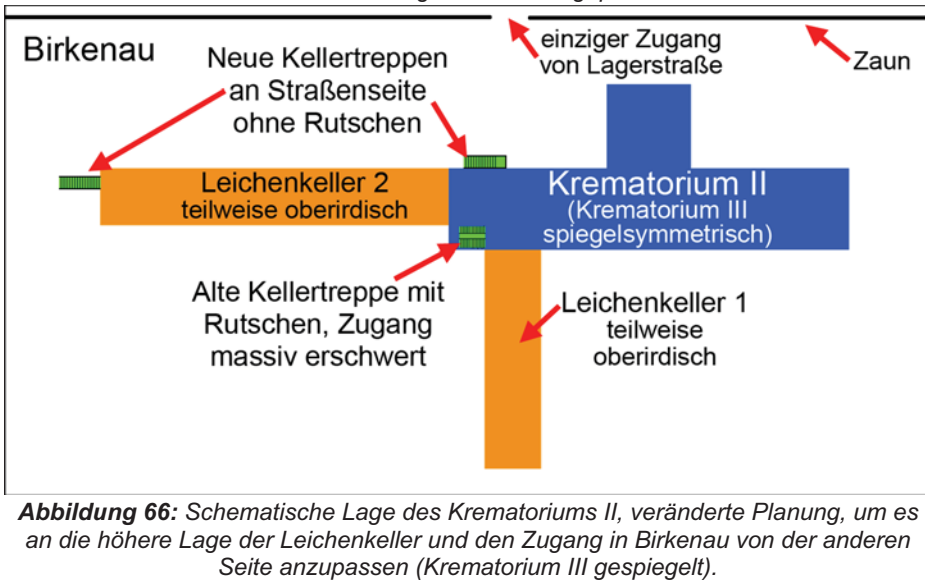 Birkenau
Neue Kellertreppen
an Straßenseite
ohne Rutschen
einziger Zugang
von Lagerstraße
Zaun
Leichenkeller 2
teilweise oberirdisch
Krematorium II
(Krematorium III
spiegelsymmetrisch)
Alte Kellertreppe mit
Rutschen, Zugang
massiv erschwert
Leichenkeller 1
teilweise
oberirdisch
Abbildung 66: Schematische Lage des Krematoriums II, veränderte Planung, um es
an die höhere Lage der Leichenkeller und den Zugang in Birkenau von der anderen
Seite anzupassen (Krematorium III gespiegelt).